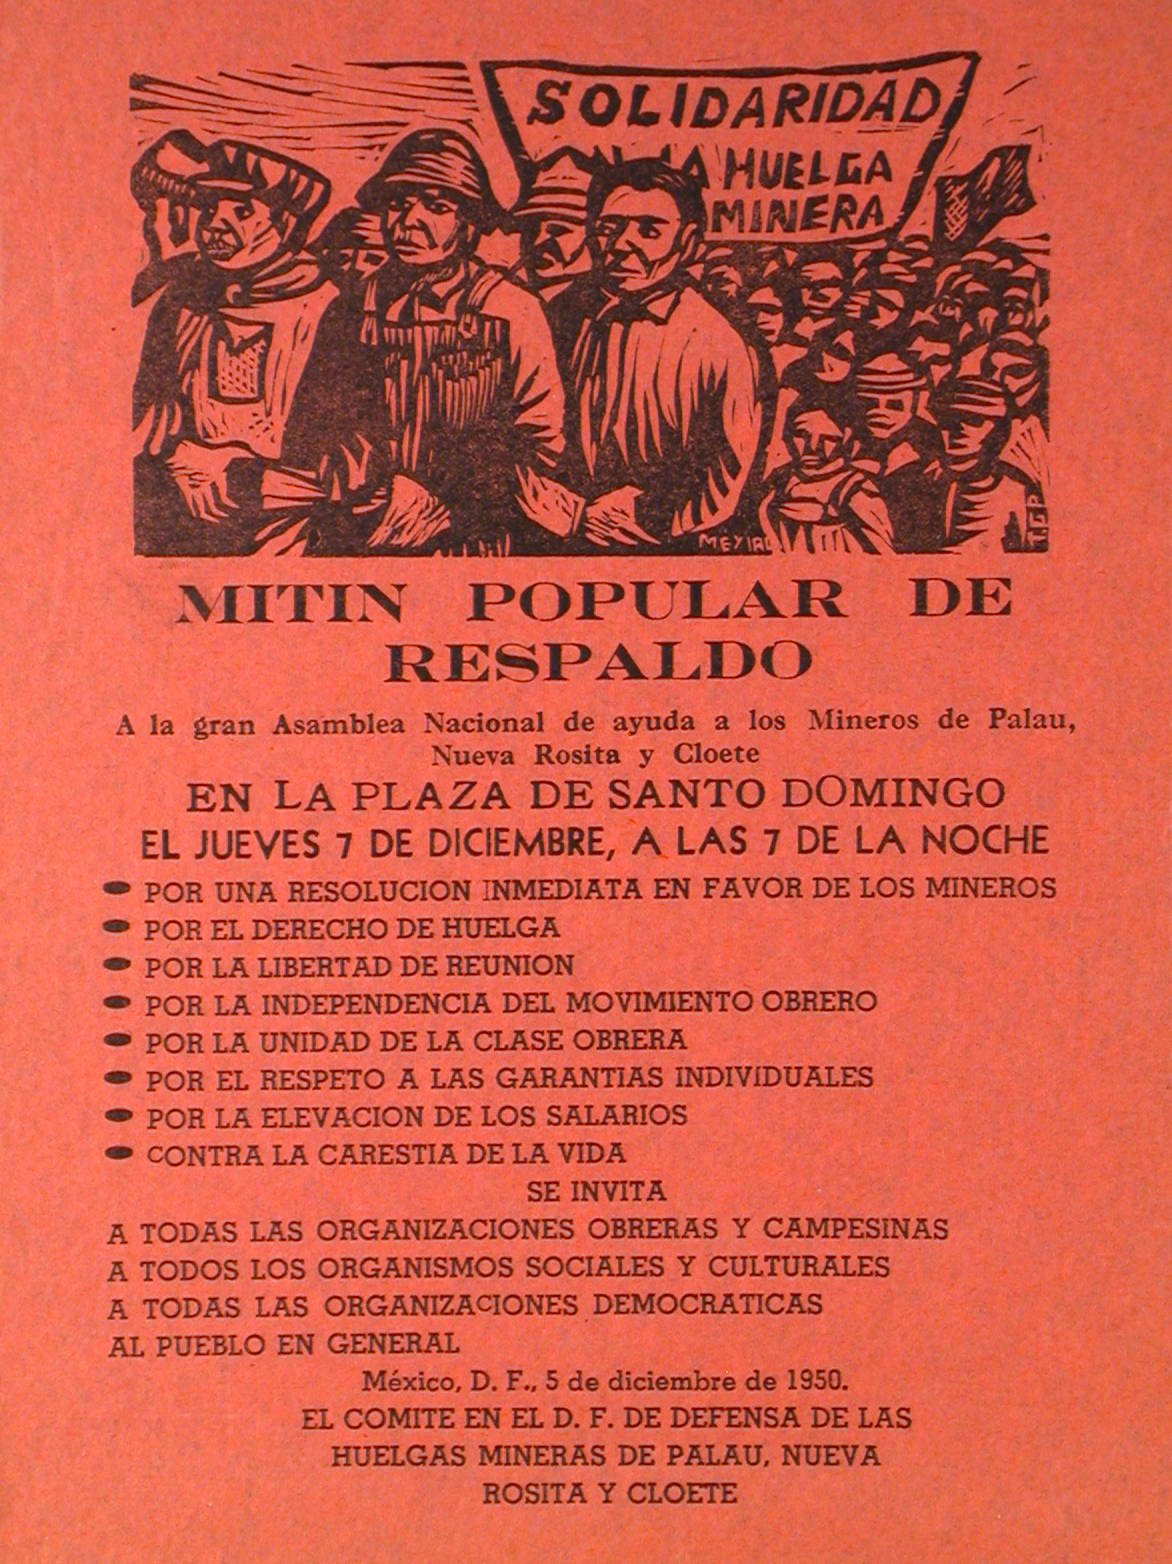 SOLIDARIDAD
LA HUELGA
MINERA
T.G.P.
MITIN POPULAR DE
RESPALDO
A la gran Asamblea Nacional de ayuda a los Mineros de Palau,
Nueva Rosita y Cloete
EN LA PLAZA DE SANTO DOMINGO
EL JUEVES 7 DE DICIEMBRE, A LAS 7 DE LA NOCHE
POR UNA RESOLUCION INMEDIATA EN FAVOR DE LOS MINEROS
POR EL DERECHO DE HUELGA
POR LA LIBERTAD DE REUNION
POR LA INDEPENDENCIA DEL MOVIMIENTO OBRERO
POR LA UNIDAD DE LA CLASE OBRERA
POR EL RESPETO A LAS GARANTIAS INDIVIDUALES
POR LA ELEVACION DE LOS SALARIOS
CONTRA LA CARESTIA DE LA VIDA
SE INVITA
A TODAS LAS ORGANIZACIONES OBRERAS Y CAMPESINAS
A TODOS LOS ORGANISMOS SOCIALES Y CULTURALES
A TODAS LAS ORGANIZACIONES DEMOCRATICAS
AL PUEBLO EN GENERAL
México, D. F., 5 de diciembre de 1950.
EL COMITE EN EL D. F. DE DEFENSA DE LAS
HUELGAS MINERAS DE PALAU, NUEVA
ROSITA Y CLOETE